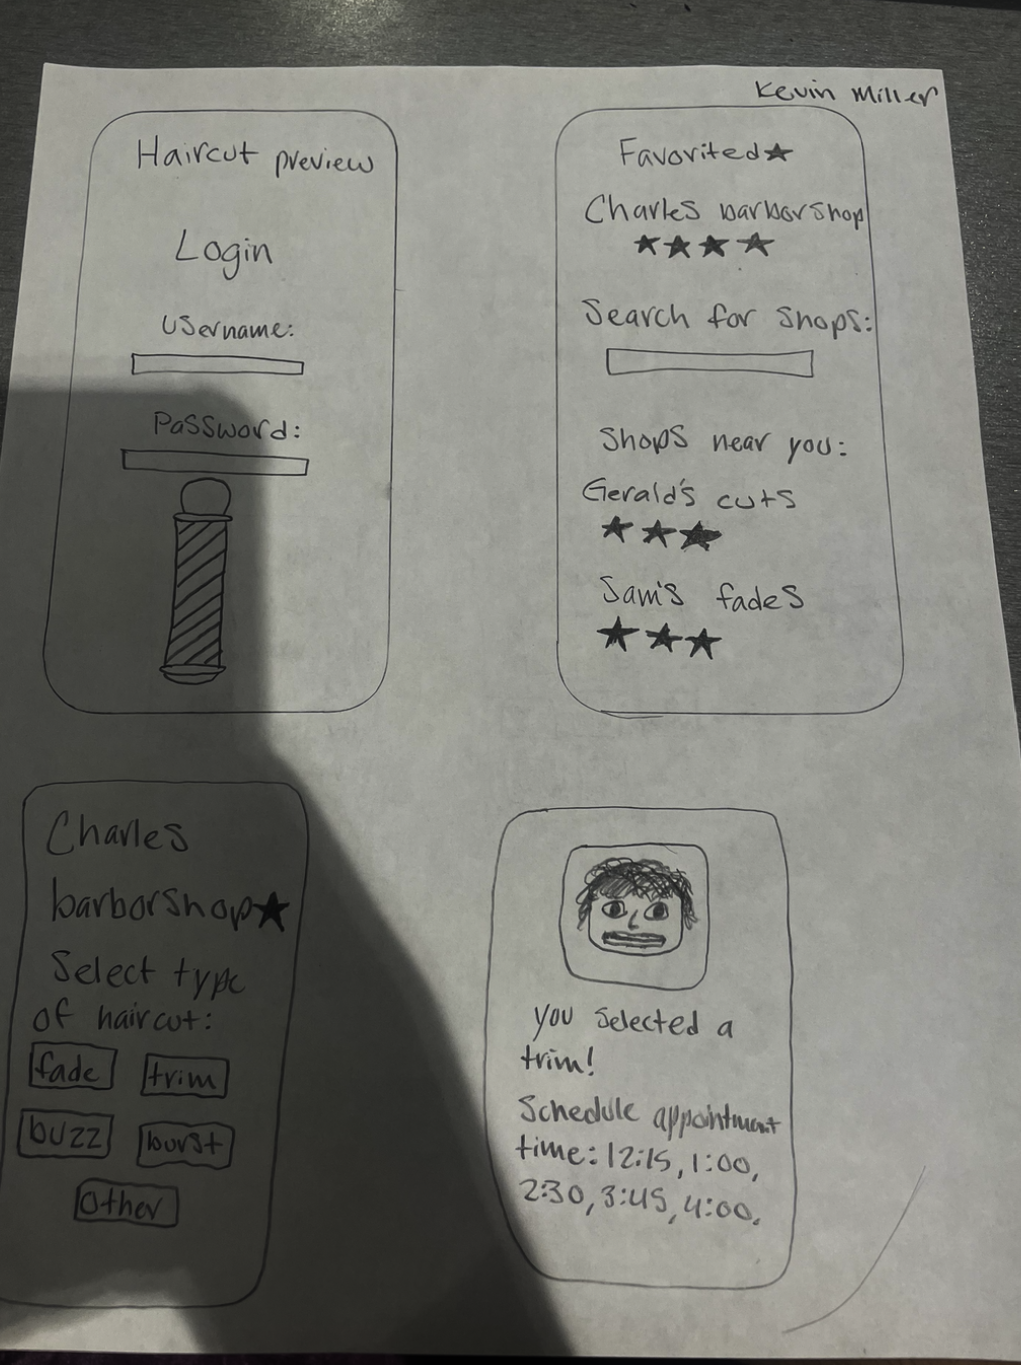 Kevin Miller
Haircut preview
Login
Username:
Password:
Favorited★
Charles barborshop
★★★★
Search for shops:
Shops near you:
Gerald's cuts
★★★
Sam's fades
★★★
Charles
barborshop★
Select type
of haircut:
fade trim
buzz burst
Other
you selected a
trim!
Schedule appointment
time: 12:15, 1:00,
2:30, 3:45, 4:00.